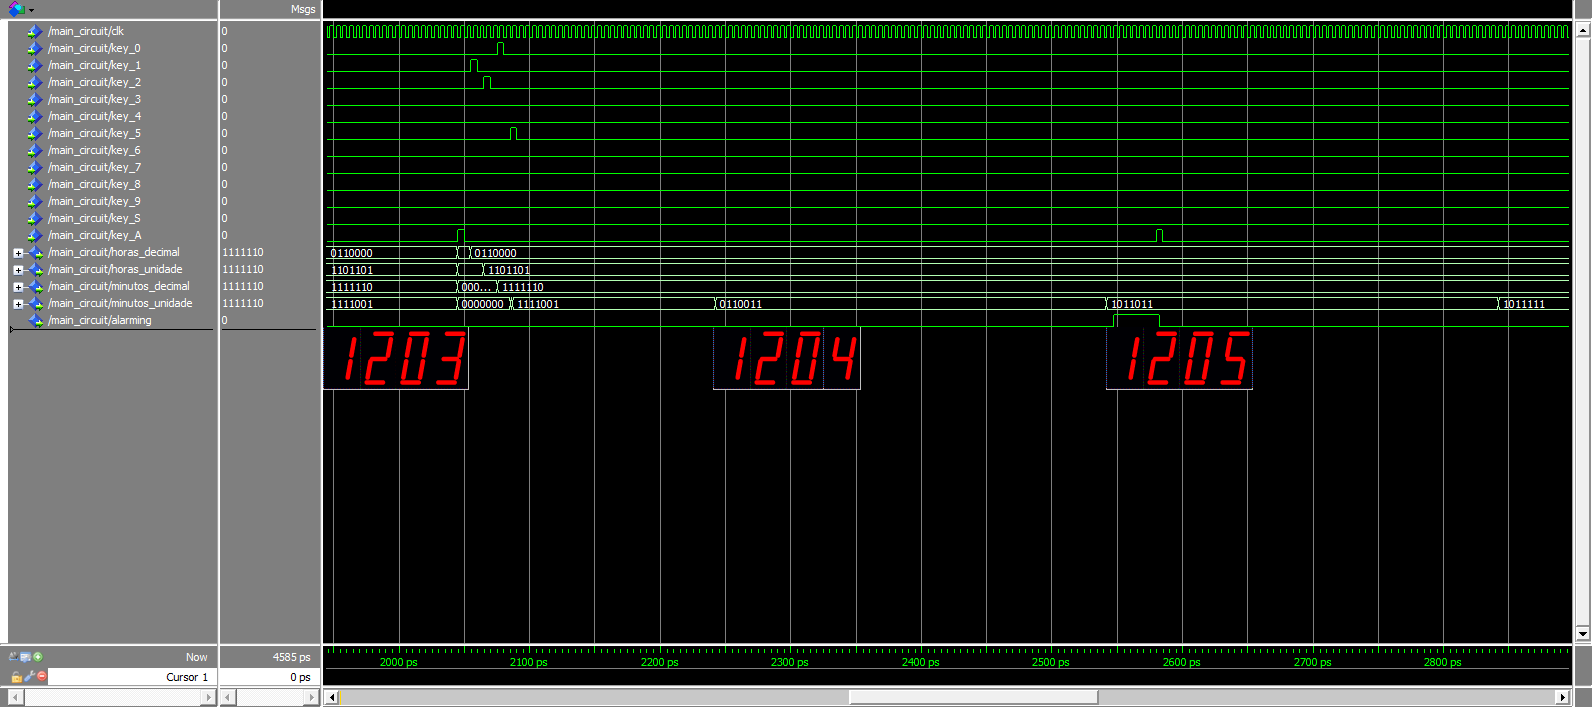 Msgs
/main_circuit/clk 0
/main_circuit/key_0 0
/main_circuit/key_1 0
/main_circuit/key_2 0
/main_circuit/key_3 0
/main_circuit/key_4 0
/main_circuit/key_5 0
/main_circuit/key_6 0
/main_circuit/key_7 0
/main_circuit/key_8 0
/main_circuit/key_9 0
/main_circuit/key_S 0
/main_circuit/key_A 0
/main_circuit/horas_decimal 1111110 0110000 0110000
/main_circuit/horas_unidade 1111110 1101101 1101101
/main_circuit/minutos_decimal 1111110 1111110 000... 1111110
/main_circuit/minutos_unidade 1111110 1111001 0000000 1111001 0110011 1011011 1011111
/main_circuit/alarming 0
1203 1204 1205
Now 4585 ps 2000 ps 2100 ps 2200 ps 2300 ps 2400 ps 2500 ps 2600 ps 2700 ps 2800 ps
Cursor 1 0 ps